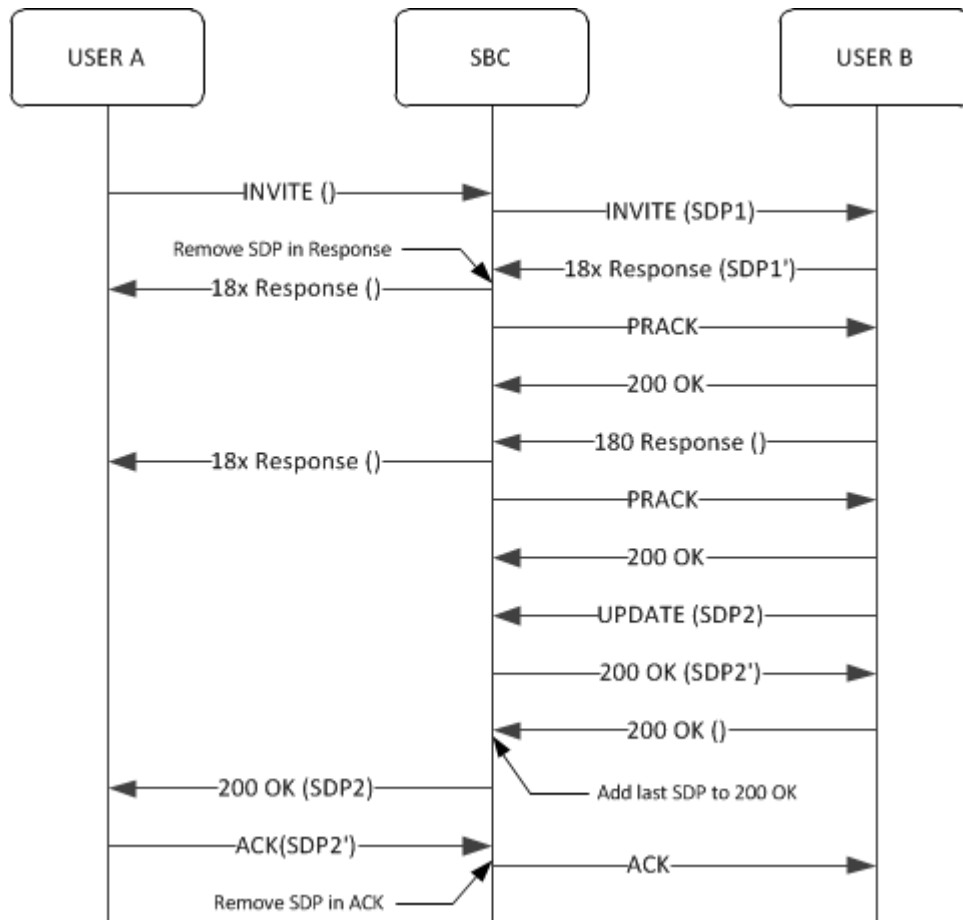 USER A
SBC
USER B
INVITE ()
INVITE (SDP1)
Remove SDP in Response
18x Response (SDP1')
18x Response ()
PRACK
200 OK
180 Response ()
18x Response ()
PRACK
200 OK
UPDATE (SDP2)
200 OK (SDP2')
200 OK ()
200 OK (SDP2)
Add last SDP to 200 OK
ACK(SDP2')
ACK
Remove SDP in ACK